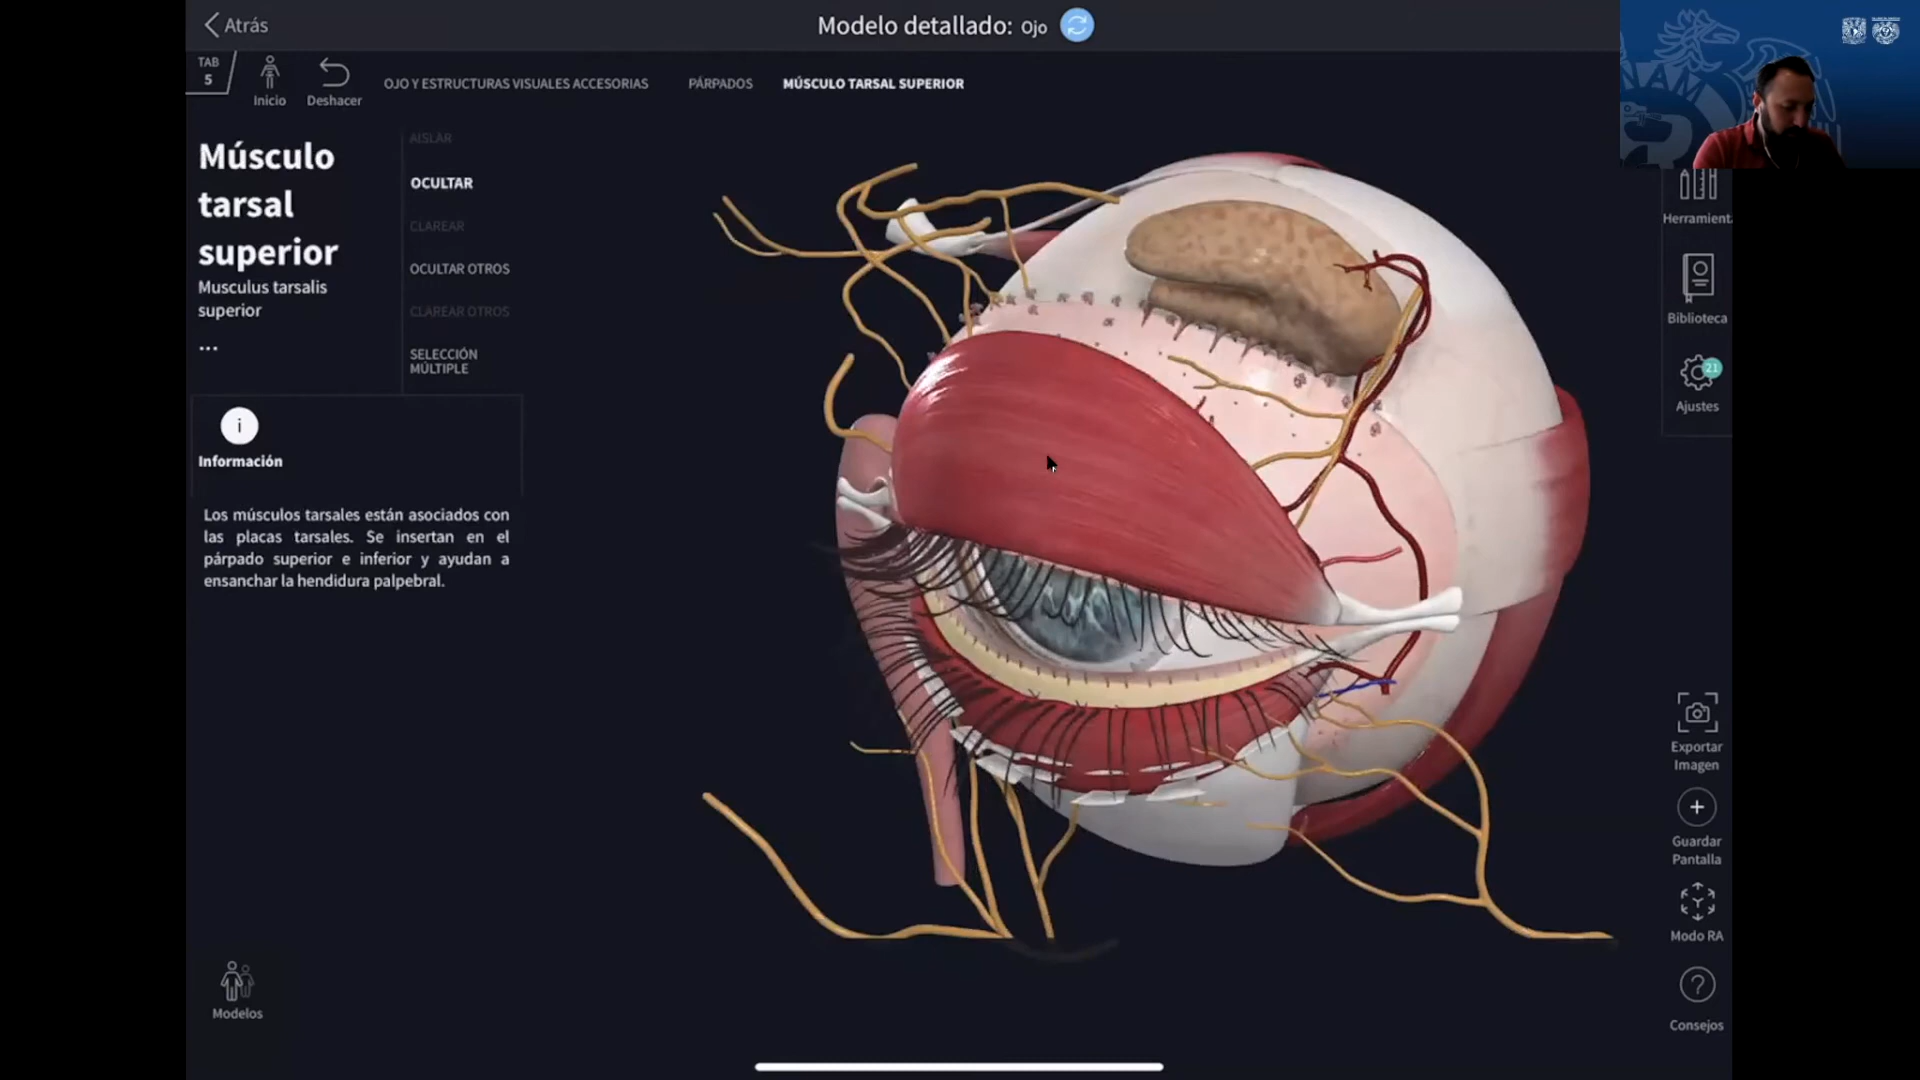 Atrás
Modelo detallado: Ojo
TAB
5
Inicio
Deshacer
OJO Y ESTRUCTURAS VISUALES ACCESORIAS
PÁRPADOS
MÚSCULO TARSAL SUPERIOR
Músculo
tarsal
superior
Musculus tarsalis
superior
...
AISLAR
OCULTAR
CLAREAR
OCULTAR OTROS
CLAREAR OTROS
SELECCIÓN
MÚLTIPLE
i
Información
Los músculos tarsales están asociados con
las placas tarsales. Se insertan en el
párpado superior e inferior y ayudan a
ensanchar la hendidura palpebral.
Modelos
Herramient
Biblioteca
21
Ajustes
Exportar
Imagen
Guardar
Pantalla
Modo RA
?
Consejos